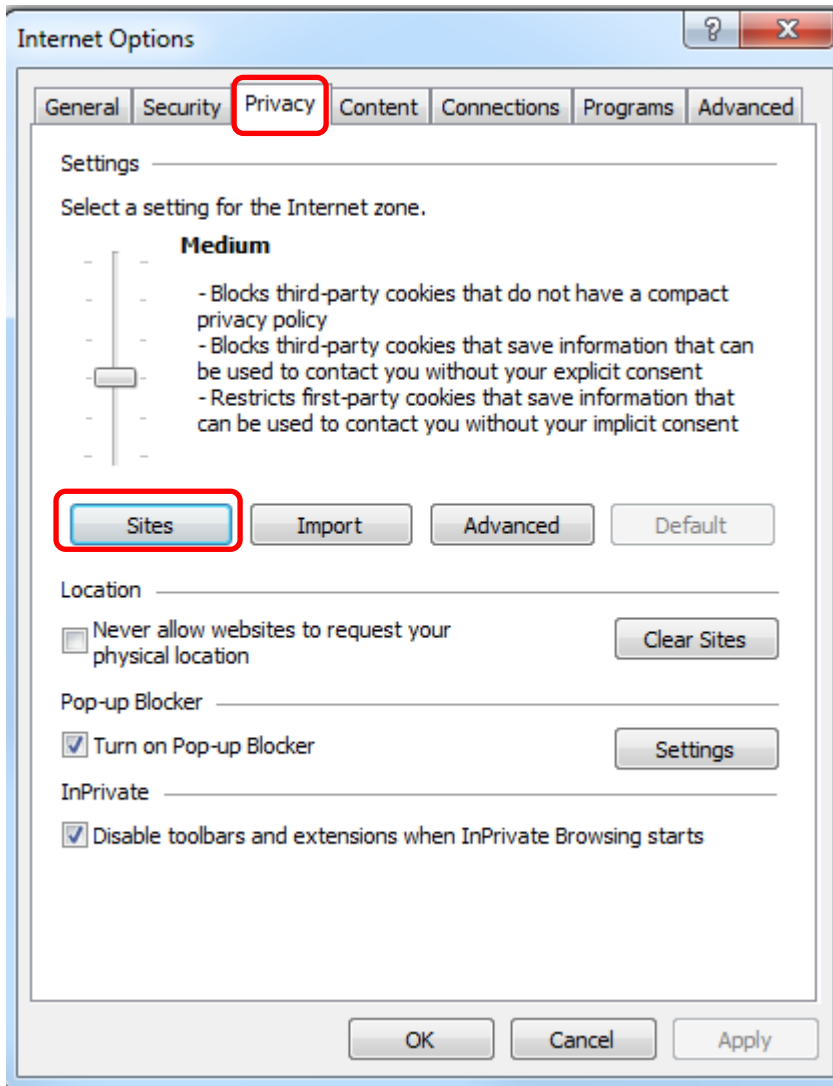 Internet Options
?
X
General Security Privacy Content Connections Programs Advanced
Settings
Select a setting for the Internet zone.
Medium
- Blocks third-party cookies that do not have a compact
privacy policy
- Blocks third-party cookies that save information that can
be used to contact you without your explicit consent
- Restricts first-party cookies that save information that
can be used to contact you without your implicit consent
Sites Import Advanced Default
Location
Never allow websites to request your
physical location
Clear Sites
Pop-up Blocker
Turn on Pop-up Blocker
Settings
InPrivate
Disable toolbars and extensions when InPrivate Browsing starts
OK Cancel Apply